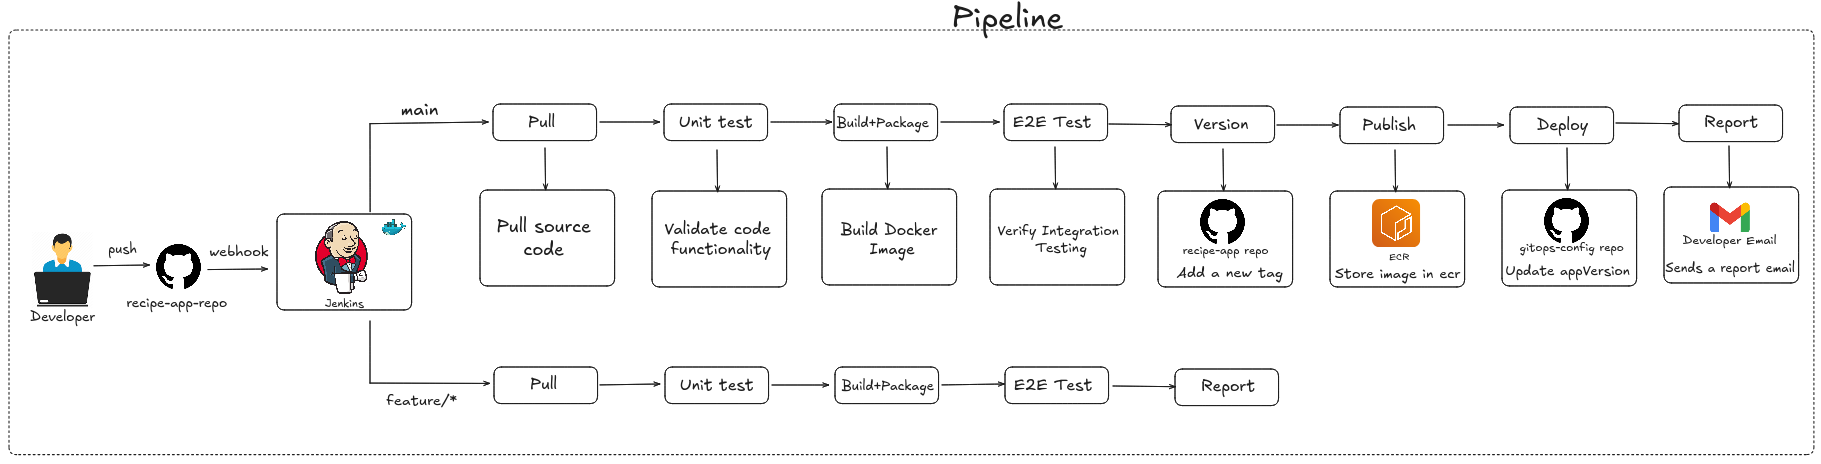 Pipeline
main
Pull
Unit test
Build+Package
E2E Test
Version
Publish
Deploy
Report
Pull source
code
Validate code
functionality
Build Docker
Image
Verify Integration
Testing
recipe-app repo
Add a new tag
ECR
Store image in ecr
gitops-config repo
Update appVersion
Developer Email
Sends a report email
push
webhook
recipe-app-repo
Developer
Jenkins
feature/*
Pull
Unit test
Build+Package
E2E Test
Report